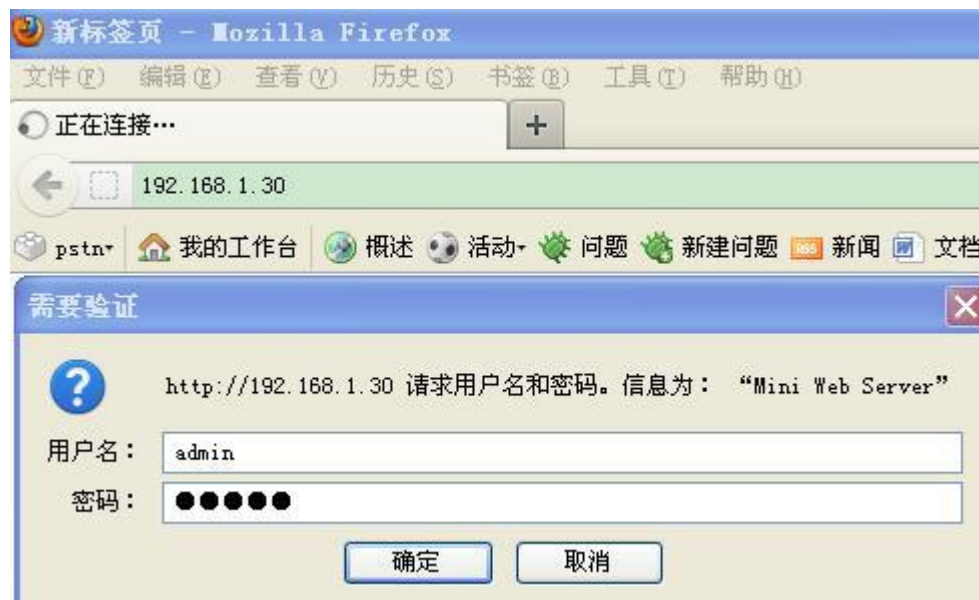 新标签页 - Mozilla Firefox
文件(F) 编辑(E) 查看(V) 历史(S) 书签(B) 工具(T) 帮助(H)
正在连接… +
192.168.1.30
pstn 我的工作台 概述 活动 问题 新建问题 新闻 文档
需要验证
http://192.168.1.30 请求用户名和密码。信息为： “Mini Web Server”
用户名： admin
密码： ●●●●●
确定 取消